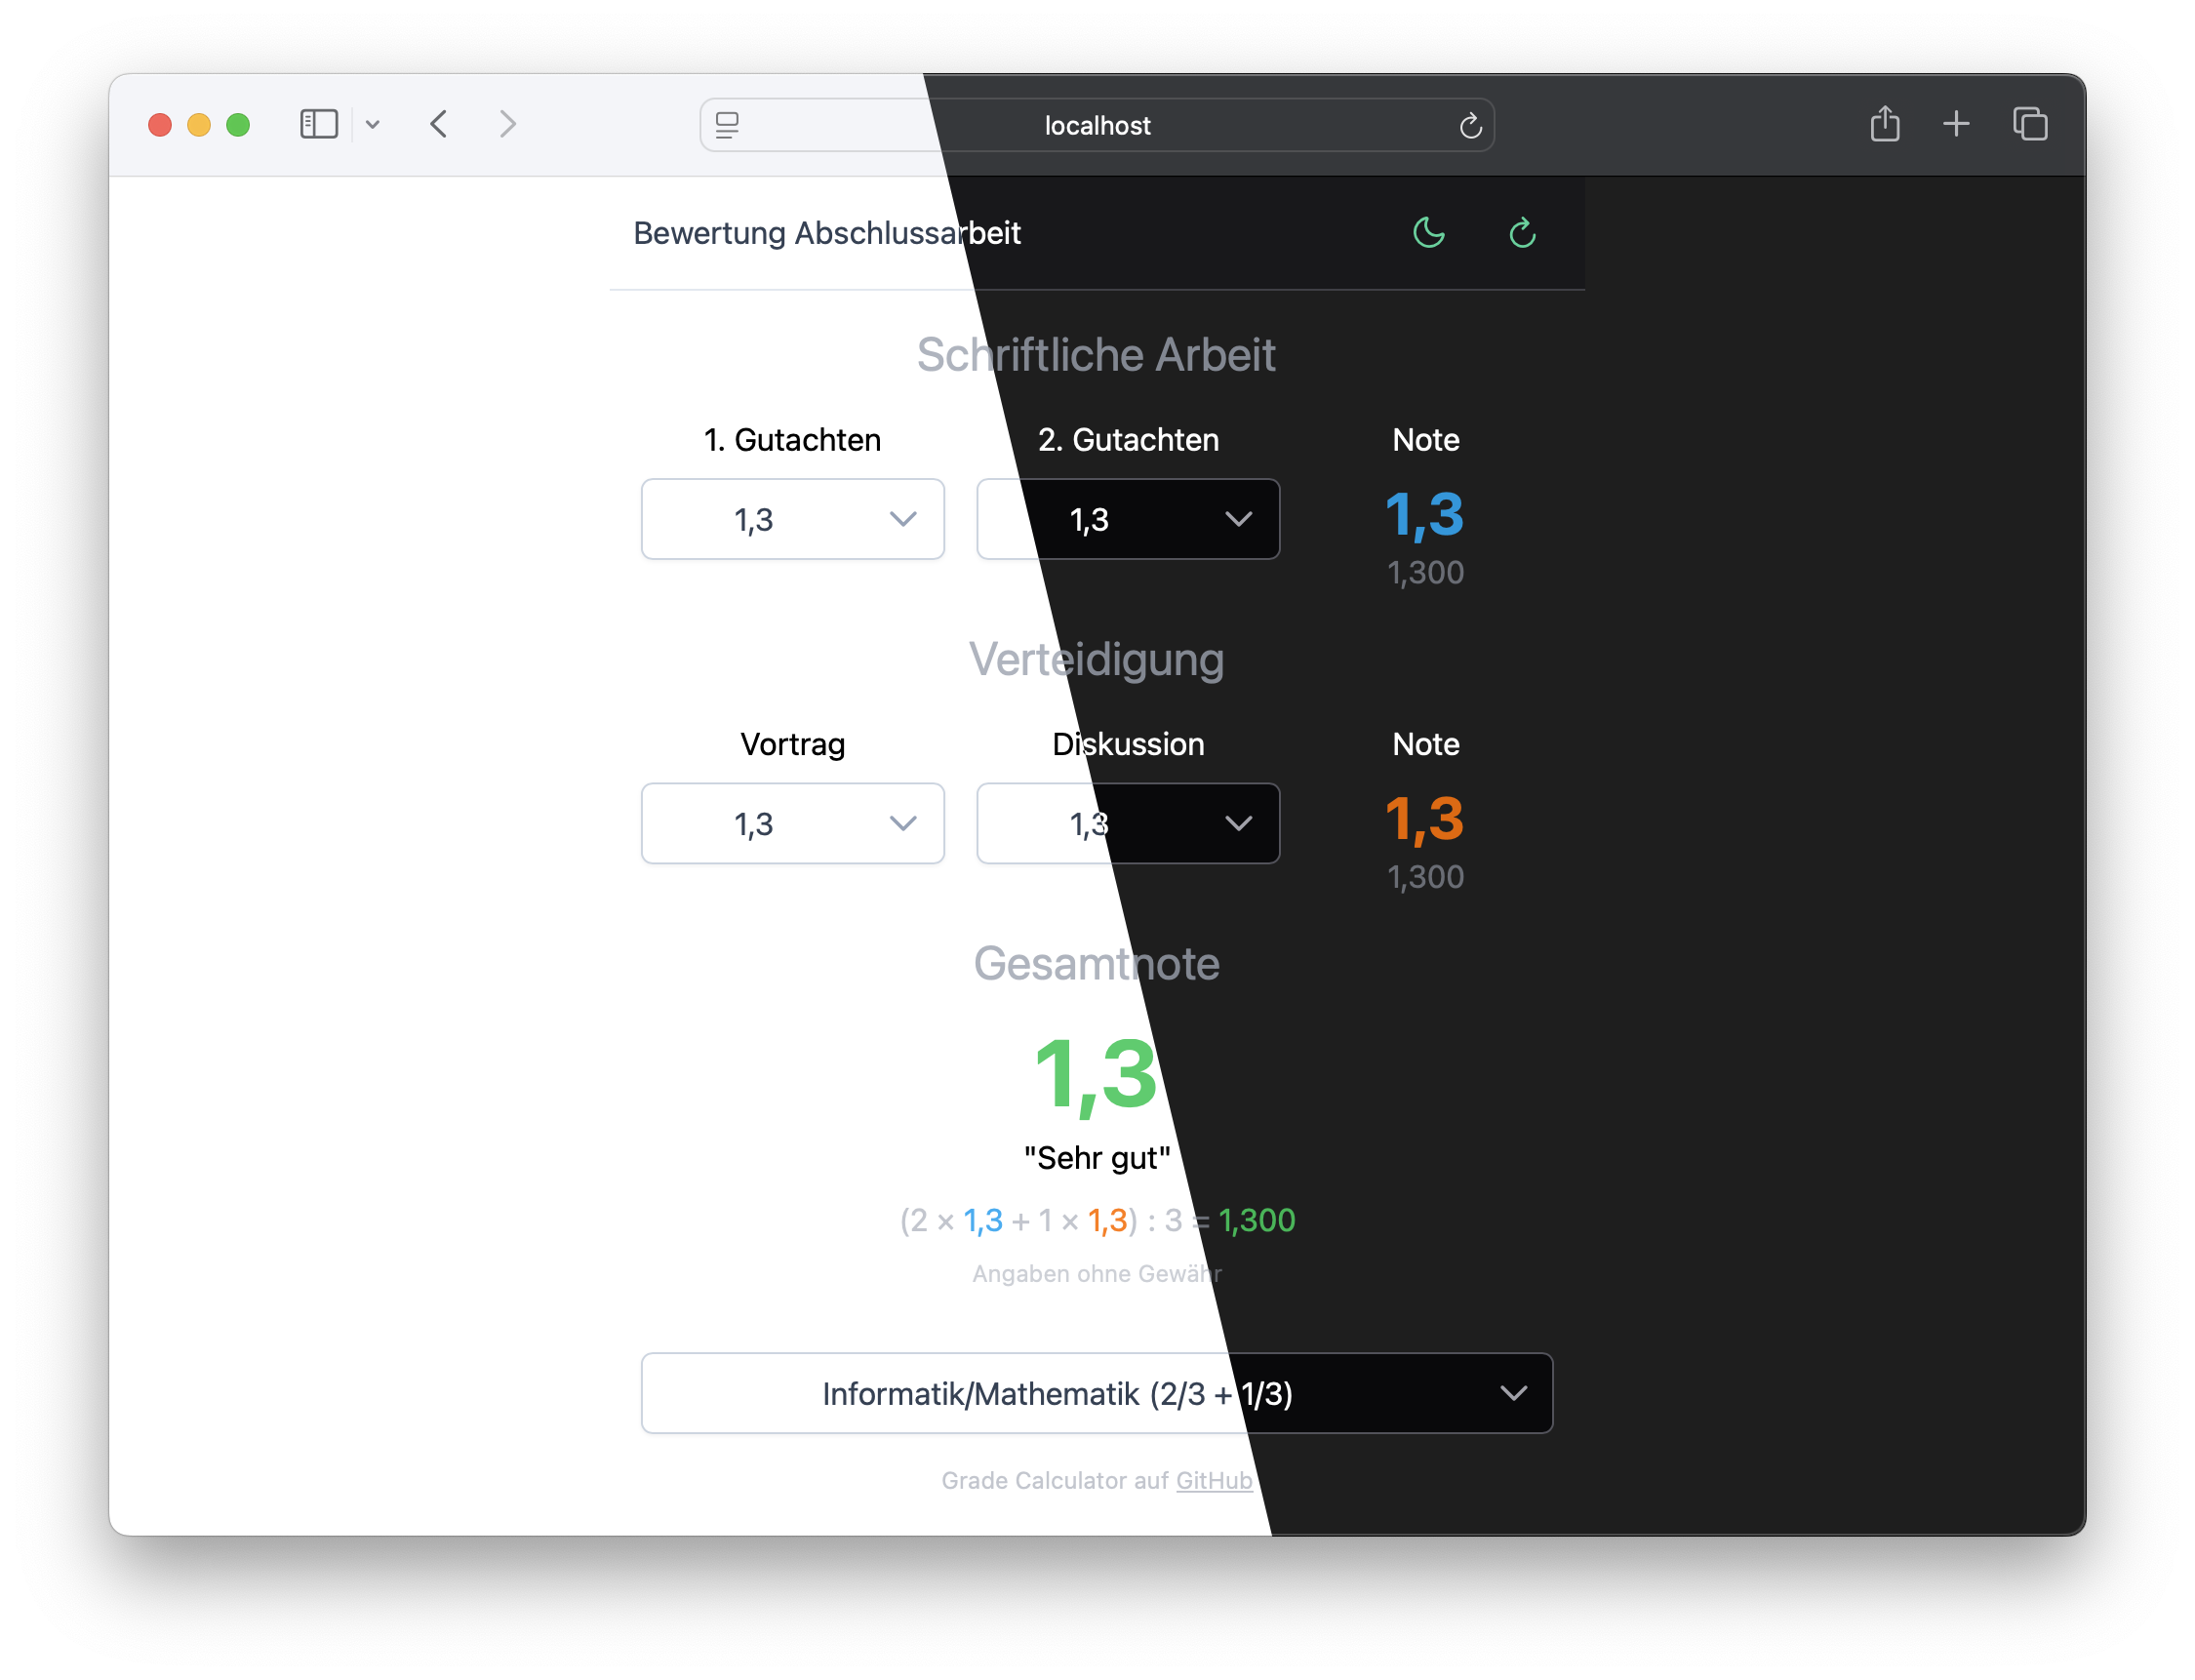 localhost
Bewertung Abschlussarbeit
Schriftliche Arbeit
1. Gutachten 2. Gutachten Note
1,3 1,3 1,3
1,300
Verteidigung
Vortrag Diskussion Note
1,3 1,3 1,3
1,300
Gesamtnote
1,3
"Sehr gut"
(2 × 1,3 + 1 × 1,3) : 3 = 1,300
Angaben ohne Gewähr
Informatik/Mathematik (2/3 + 1/3)
Grade Calculator auf GitHub